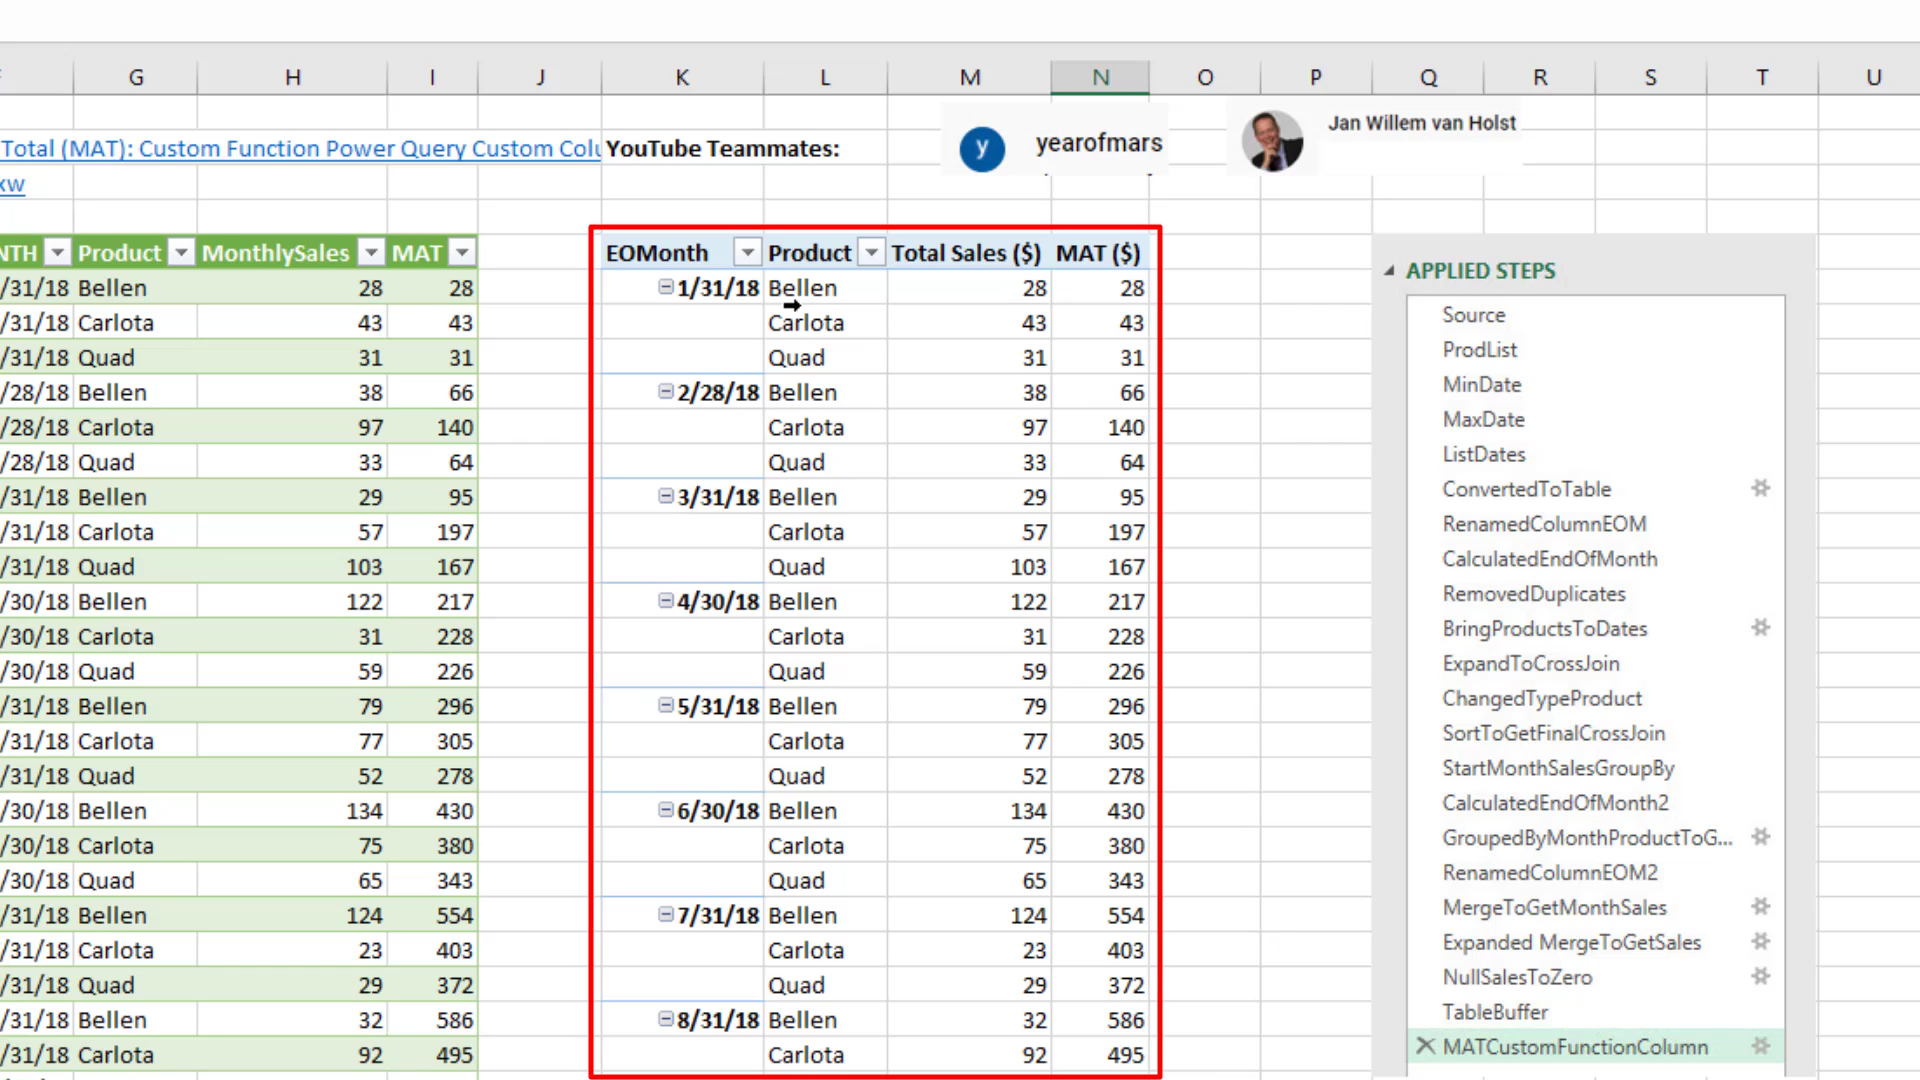 G H I J K L M N O P Q R S T U
Total (MAT): Custom Function Power Query Custom Colu
xw
YouTube Teammates:
y yearofmars
Jan Willem van Holst
NTH Product MonthlySales MAT
/31/18 Bellen 28 28
/31/18 Carlota 43 43
/31/18 Quad 31 31
/28/18 Bellen 38 66
/28/18 Carlota 97 140
/28/18 Quad 33 64
/31/18 Bellen 29 95
/31/18 Carlota 57 197
/31/18 Quad 103 167
/30/18 Bellen 122 217
/30/18 Carlota 31 228
/30/18 Quad 59 226
/31/18 Bellen 79 296
/31/18 Carlota 77 305
/31/18 Quad 52 278
/30/18 Bellen 134 430
/30/18 Carlota 75 380
/30/18 Quad 65 343
/31/18 Bellen 124 554
/31/18 Carlota 23 403
/31/18 Quad 29 372
/31/18 Bellen 32 586
/31/18 Carlota 92 495
EOMonth Product Total Sales ($) MAT ($)
1/31/18 Bellen 28 28
Carlota 43 43
Quad 31 31
2/28/18 Bellen 38 66
Carlota 97 140
Quad 33 64
3/31/18 Bellen 29 95
Carlota 57 197
Quad 103 167
4/30/18 Bellen 122 217
Carlota 31 228
Quad 59 226
5/31/18 Bellen 79 296
Carlota 77 305
Quad 52 278
6/30/18 Bellen 134 430
Carlota 75 380
Quad 65 343
7/31/18 Bellen 124 554
Carlota 23 403
Quad 29 372
8/31/18 Bellen 32 586
Carlota 92 495
APPLIED STEPS
Source
ProdList
MinDate
MaxDate
ListDates
ConvertedToTable
RenamedColumnEOM
CalculatedEndOfMonth
RemovedDuplicates
BringProductsToDates
ExpandToCrossJoin
ChangedTypeProduct
SortToGetFinalCrossJoin
StartMonthSalesGroupBy
CalculatedEndOfMonth2
GroupedByMonthProductToG...
RenamedColumnEOM2
MergeToGetMonthSales
Expanded MergeToGetSales
NullSalesToZero
TableBuffer
MATCustomFunctionColumn